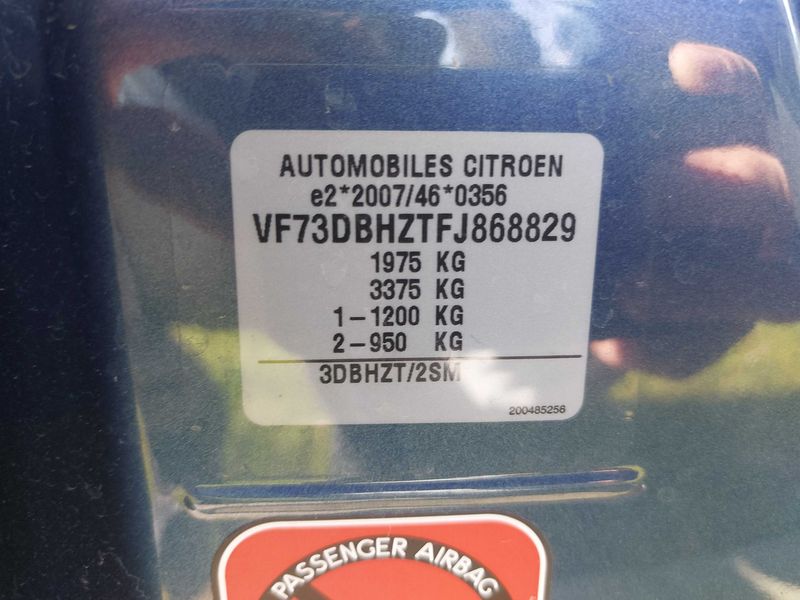 AUTOMOBILES CITROEN
e2*2007/46*0356
VF73DBHZTFJ868829
1975 KG
3375 KG
1-1200 KG
2-950 KG
3DBHZT/2SM
200485256
PASSENGER AIRBAG